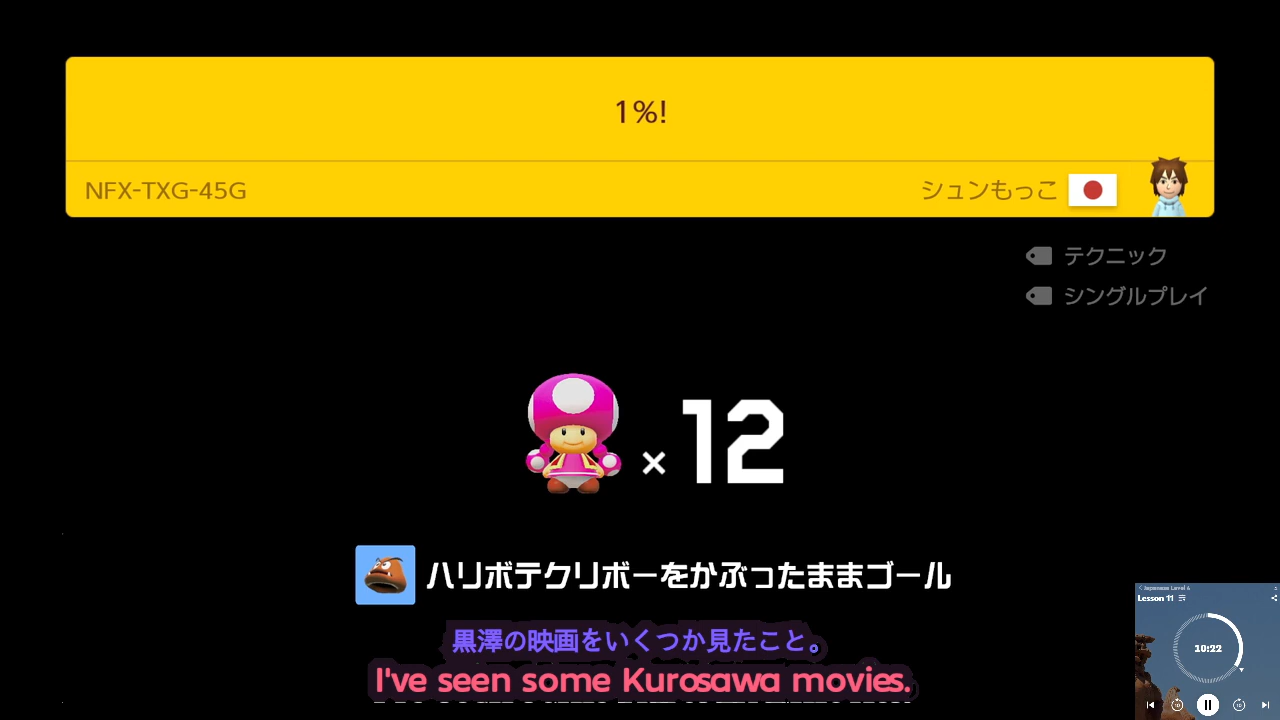 1%!
NFX-TXG-45G
シュンもっこ
テクニック
シングルプレイ
×12
ハリボテクリボーをかぶったままゴール
黒澤の映画をいくつか見たこと。
I've seen some Kurosawa movies.
Japanese Level 4
Lesson 11
10:22